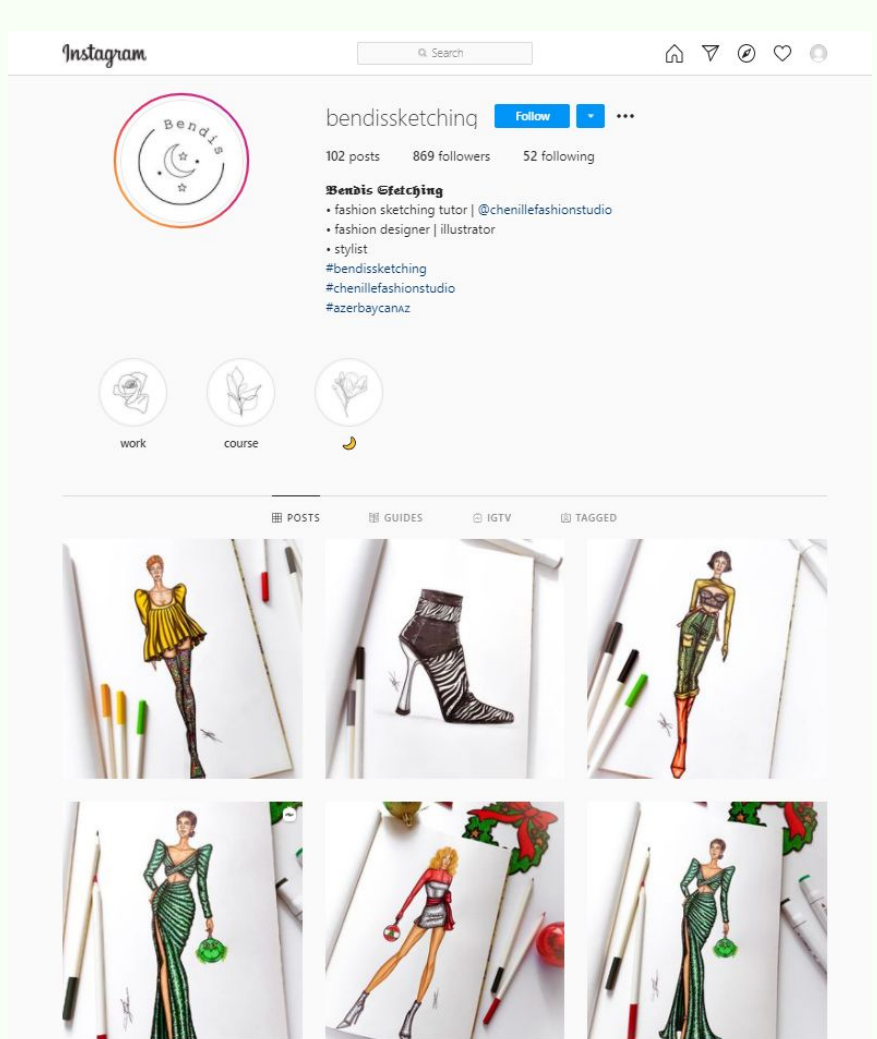 Instagram
Search
Bendis
bendissketching
Follow
102 posts 869 followers 52 following
Bendis Sketching
• fashion sketching tutor | @chenillefashionstudio
• fashion designer | illustrator
• stylist
#bendissketching
#chenillefashionstudio
#azerbaycanᴀᴢ
work course 🌙
POSTS GUIDES IGTV TAGGED